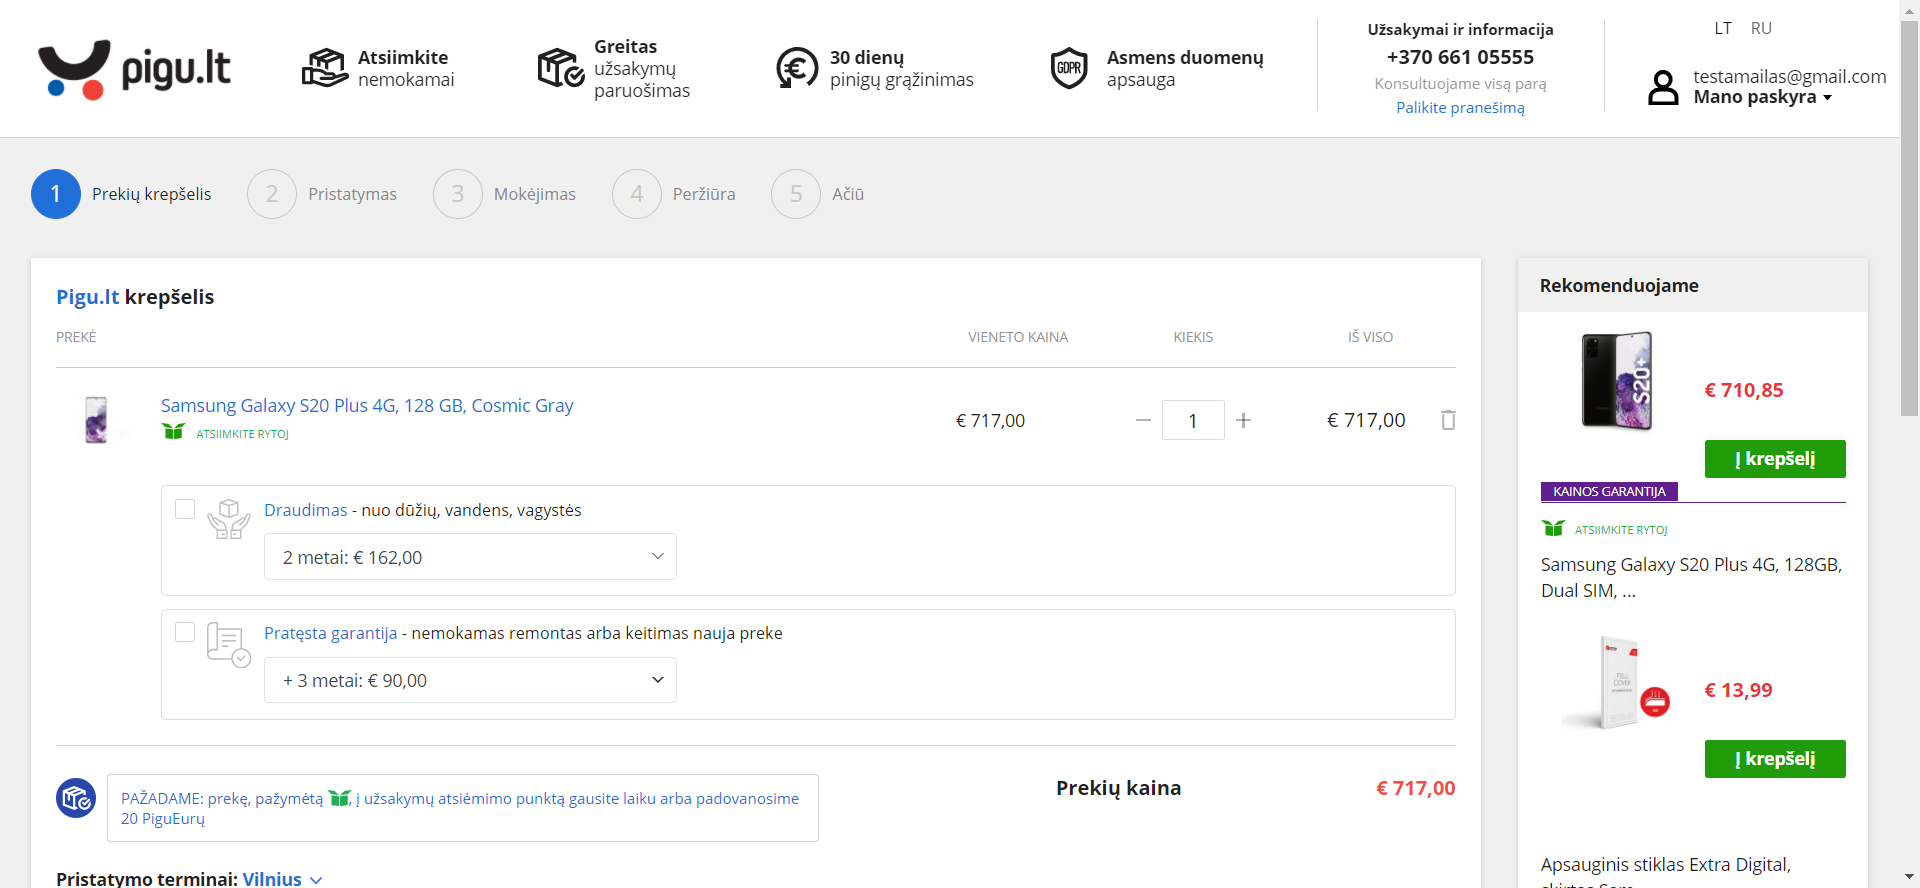 pigu.lt
Atsiimkite
nemokamai
Greitas
užsakymų
paruošimas
30 dienų
pinigų grąžinimas
GDPR
Asmens duomenų
apsauga
Užsakymai ir informacija
+370 661 05555
Konsultuojame visą parą
Palikite pranešimą
LT RU
testamailas@gmail.com
Mano paskyra
1 Prekių krepšelis 2 Pristatymas 3 Mokėjimas 4 Peržiūra 5 Ačiū
Pigu.lt krepšelis
PREKĖ VIENETO KAINA KIEKIS IŠ VISO
Samsung Galaxy S20 Plus 4G, 128 GB, Cosmic Gray
ATSIIMKITE RYTOJ
€ 717,00 1 € 717,00
Draudimas - nuo dūžių, vandens, vagystės
2 metai: € 162,00
Pratęsta garantija - nemokamas remontas arba keitimas nauja preke
+ 3 metai: € 90,00
PAŽADAME: prekę, pažymėtą , į užsakymų atsiėmimo punktą gausite laiku arba padovanosime
20 PiguEurų
Prekių kaina € 717,00
Pristatymo terminai: Vilnius
Rekomenduojame
S20+
€ 710,85
Į krepšelį
KAINOS GARANTIJA
ATSIIMKITE RYTOJ
Samsung Galaxy S20 Plus 4G, 128GB,
Dual SIM, ...
FULL
COVER
€ 13,99
Į krepšelį
Apsauginis stiklas Extra Digital,